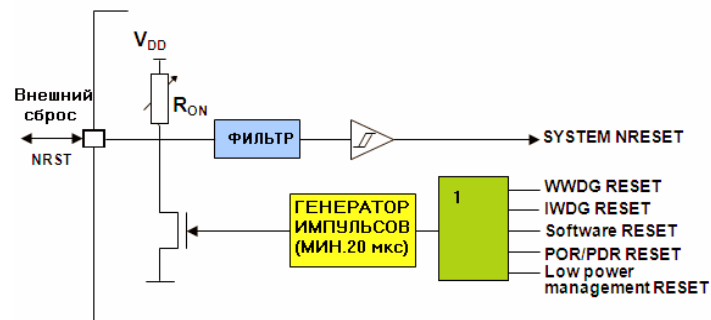 V_DD
Внешний
сброс
R_ON
NRST
ФИЛЬТР
SYSTEM NRESET
ГЕНЕРАТОР
ИМПУЛЬСОВ
(МИН.20 мкс)
1
WWDG RESET
IWDG RESET
Software RESET
POR/PDR RESET
Low power
management RESET